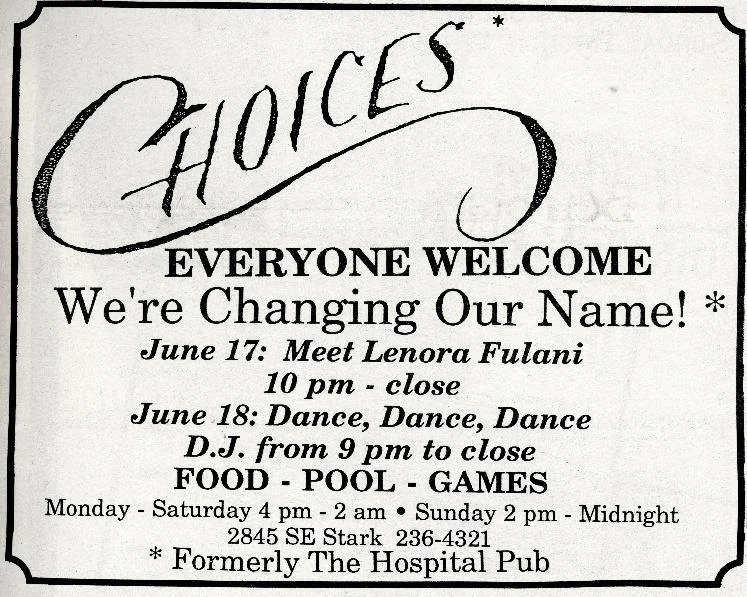 CHOICES*
EVERYONE WELCOME
We're Changing Our Name! *
June 17: Meet Lenora Fulani
10 pm - close
June 18: Dance, Dance, Dance
D.J. from 9 pm to close
FOOD - POOL - GAMES
Monday - Saturday 4 pm - 2 am • Sunday 2 pm - Midnight
2845 SE Stark 236-4321
* Formerly The Hospital Pub